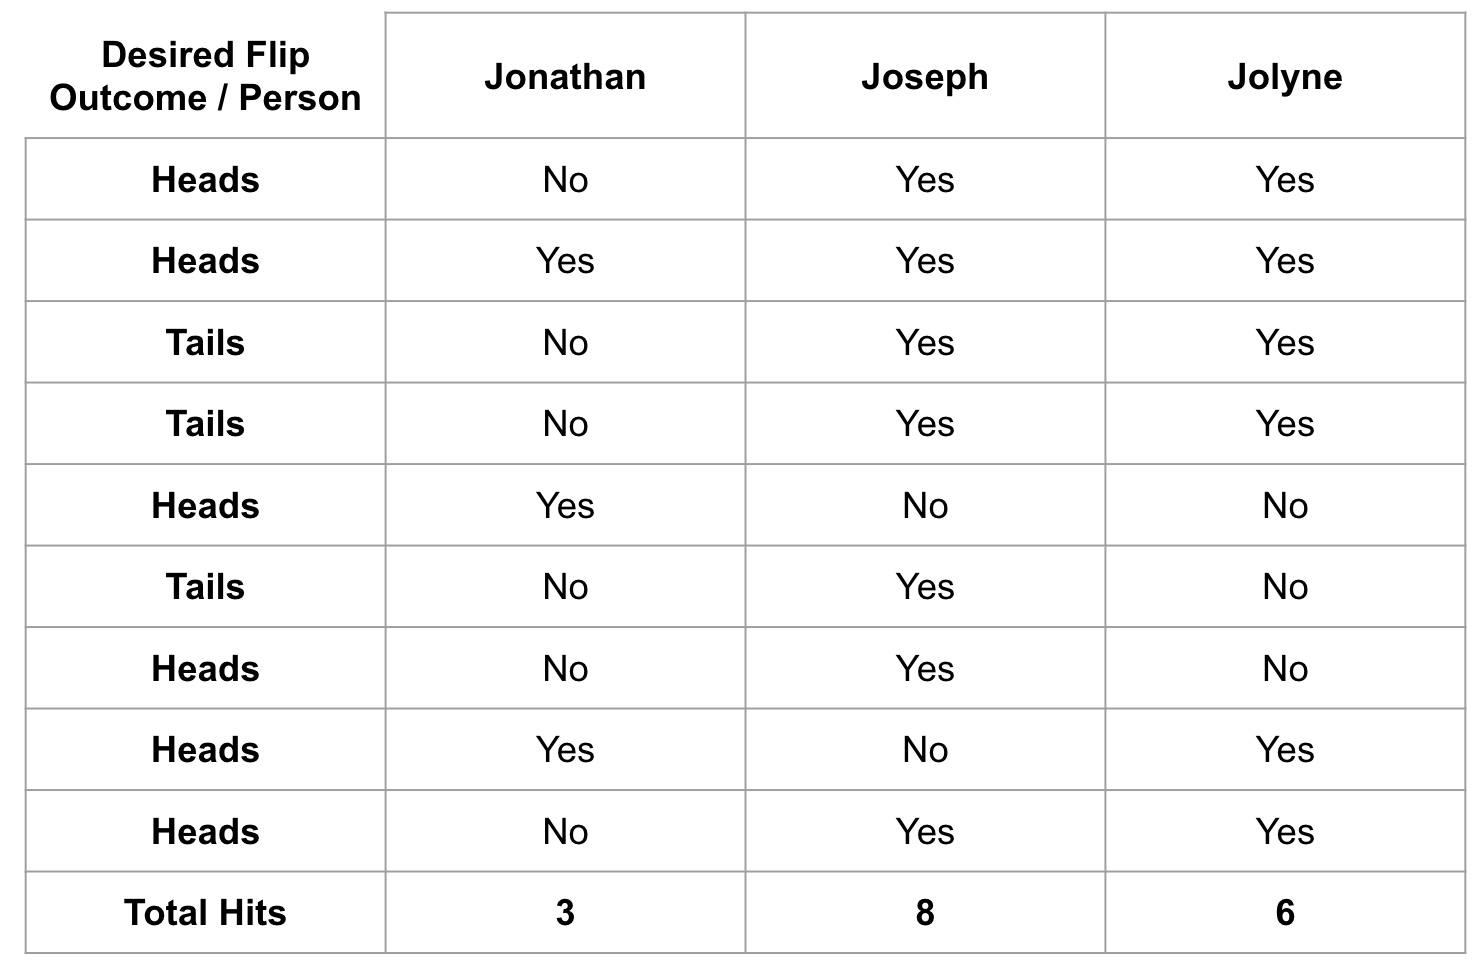 Desired Flip Outcome / Person Jonathan Joseph Jolyne
Heads No Yes Yes
Heads Yes Yes Yes
Tails No Yes Yes
Tails No Yes Yes
Heads Yes No No
Tails No Yes No
Heads No Yes No
Heads Yes No Yes
Heads No Yes Yes
Total Hits 3 8 6